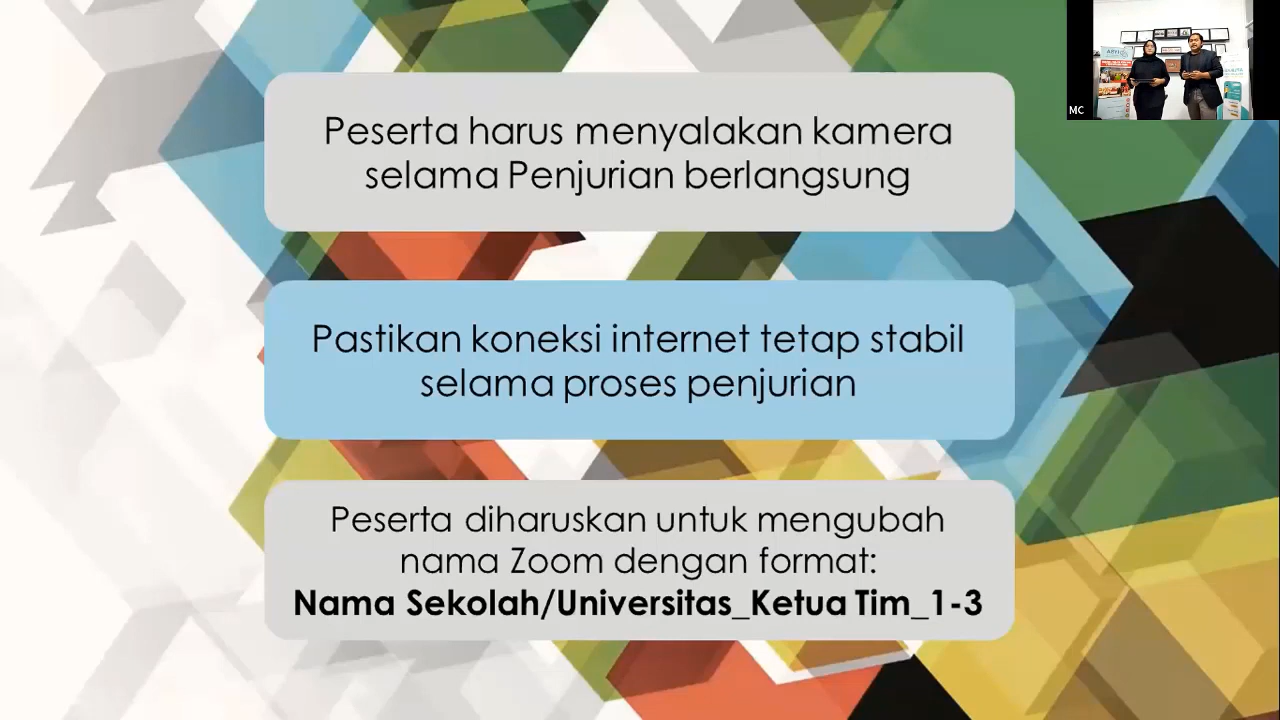 Peserta harus menyalakan kamera
selama Penjurian berlangsung
Pastikan koneksi internet tetap stabil
selama proses penjurian
Peserta diharuskan untuk mengubah
nama Zoom dengan format:
Nama Sekolah/Universitas_Ketua Tim_1-3
MC